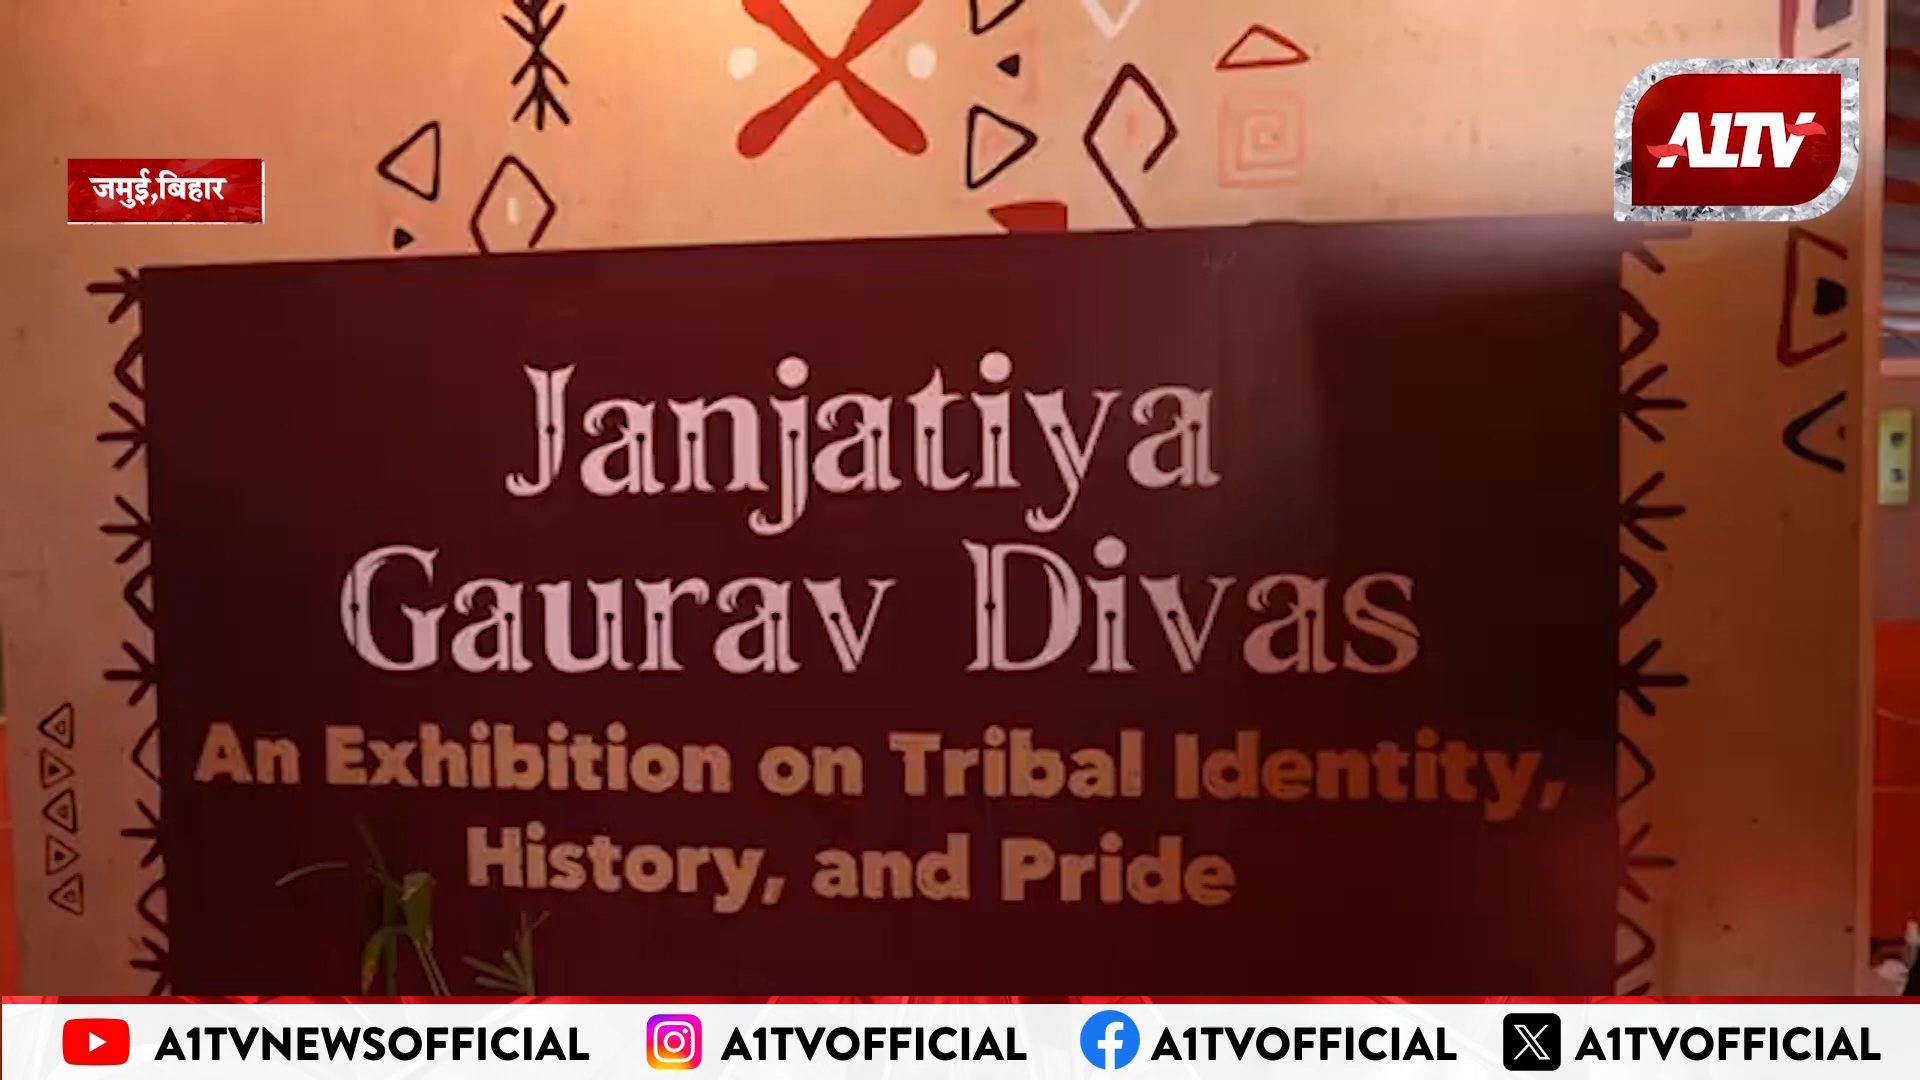 A1TV
जमुई,बिहार
Janjatiya
Gaurav Divas
An Exhibition on Tribal Identity,
History, and Pride
A1TVNEWSOFFICIAL
A1TVOFFICIAL
A1TVOFFICIAL
A1TVOFFICIAL